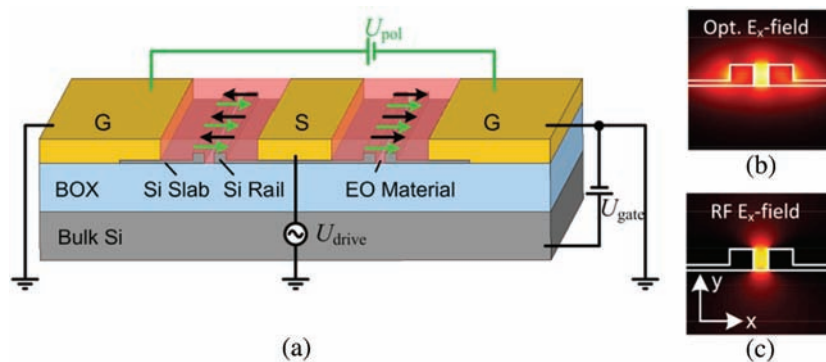 U_pol
G
S
G
Si Slab
Si Rail
EO Material
BOX
Bulk Si
U_drive
U_gate
(a)
Opt. E_x-field
(b)
RF E_x-field
y
x
(c)